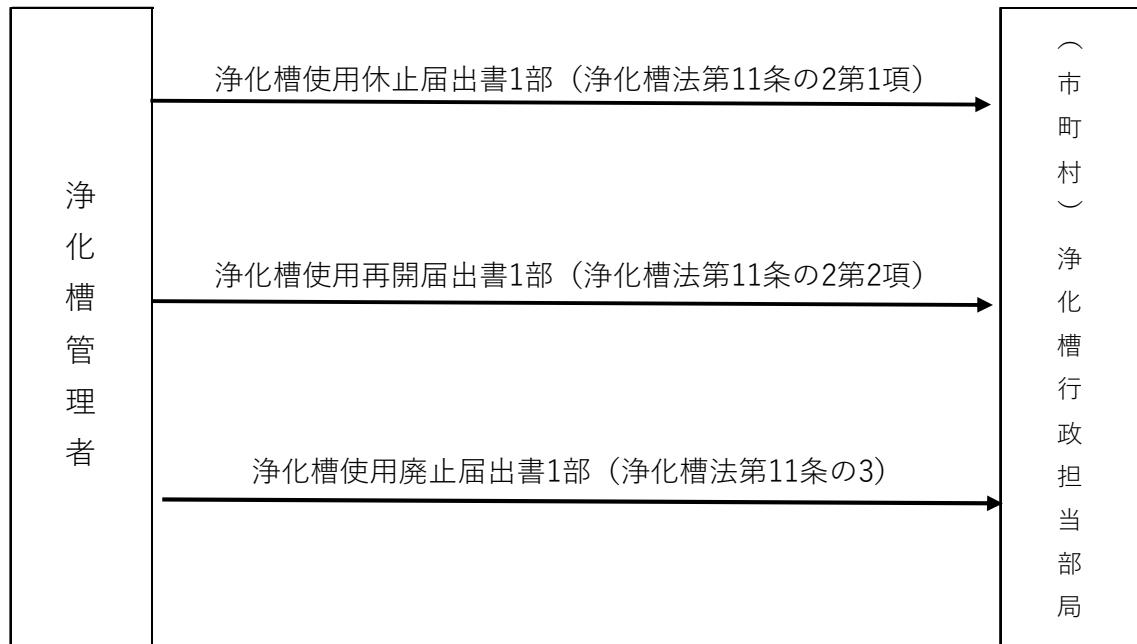 浄化槽管理者
浄化槽使用休止届出書1部（浄化槽法第11条の2第1項）
浄化槽使用再開届出書1部（浄化槽法第11条の2第2項）
浄化槽使用廃止届出書1部（浄化槽法第11条の3）
（市町村）浄化槽行政担当部局